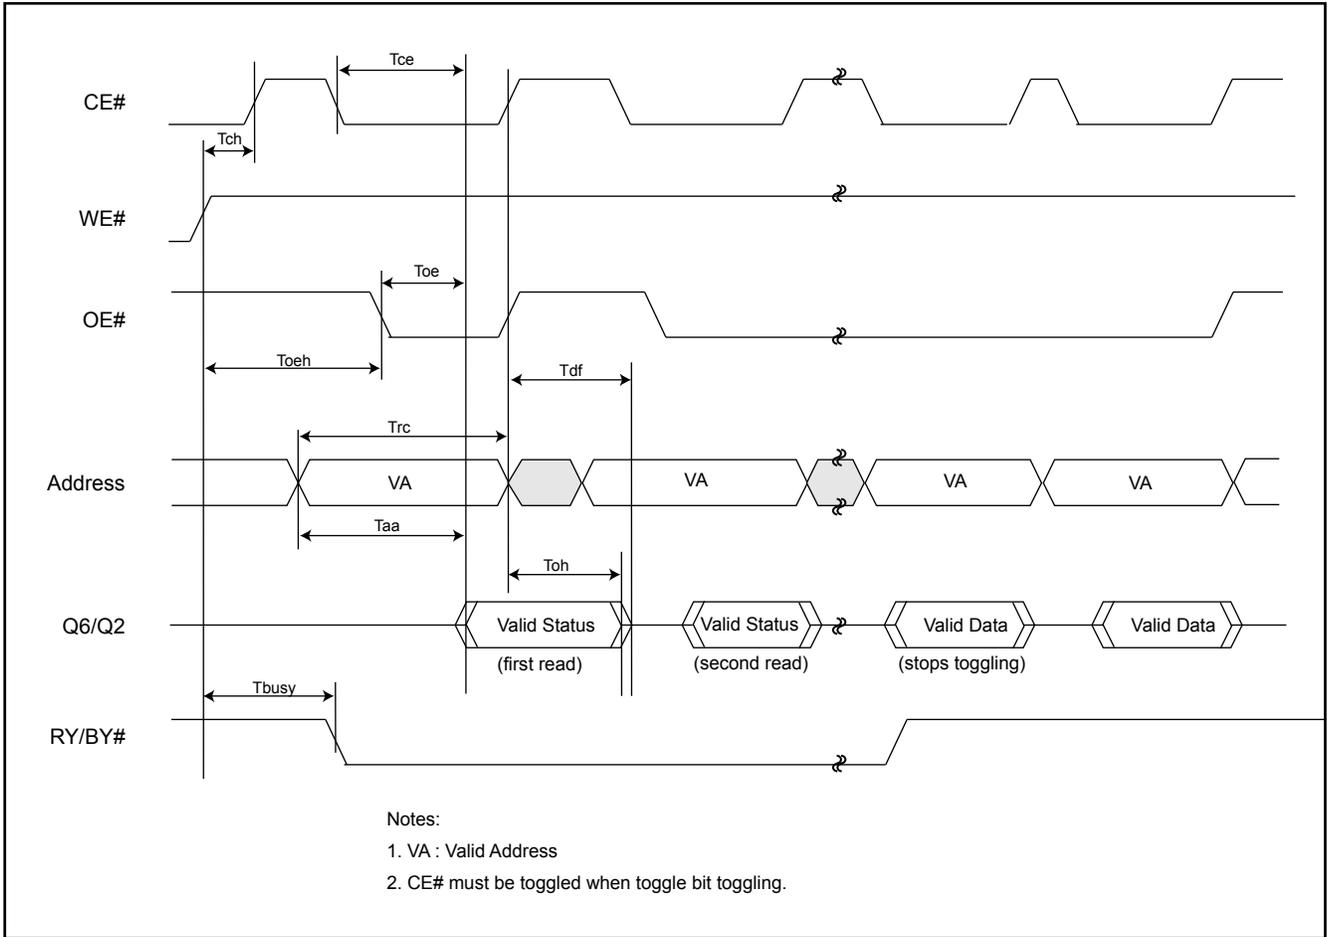 Tce
CE#
Tch
WE#
Toe
OE#
Toeh
Tdf
Trc
Address
VA
VA
VA
VA
Taa
Toh
Q6/Q2
Valid Status
Valid Status
Valid Data
Valid Data
(first read)
(second read)
(stops toggling)
Tbusy
RY/BY#
Notes:
1. VA : Valid Address
2. CE# must be toggled when toggle bit toggling.